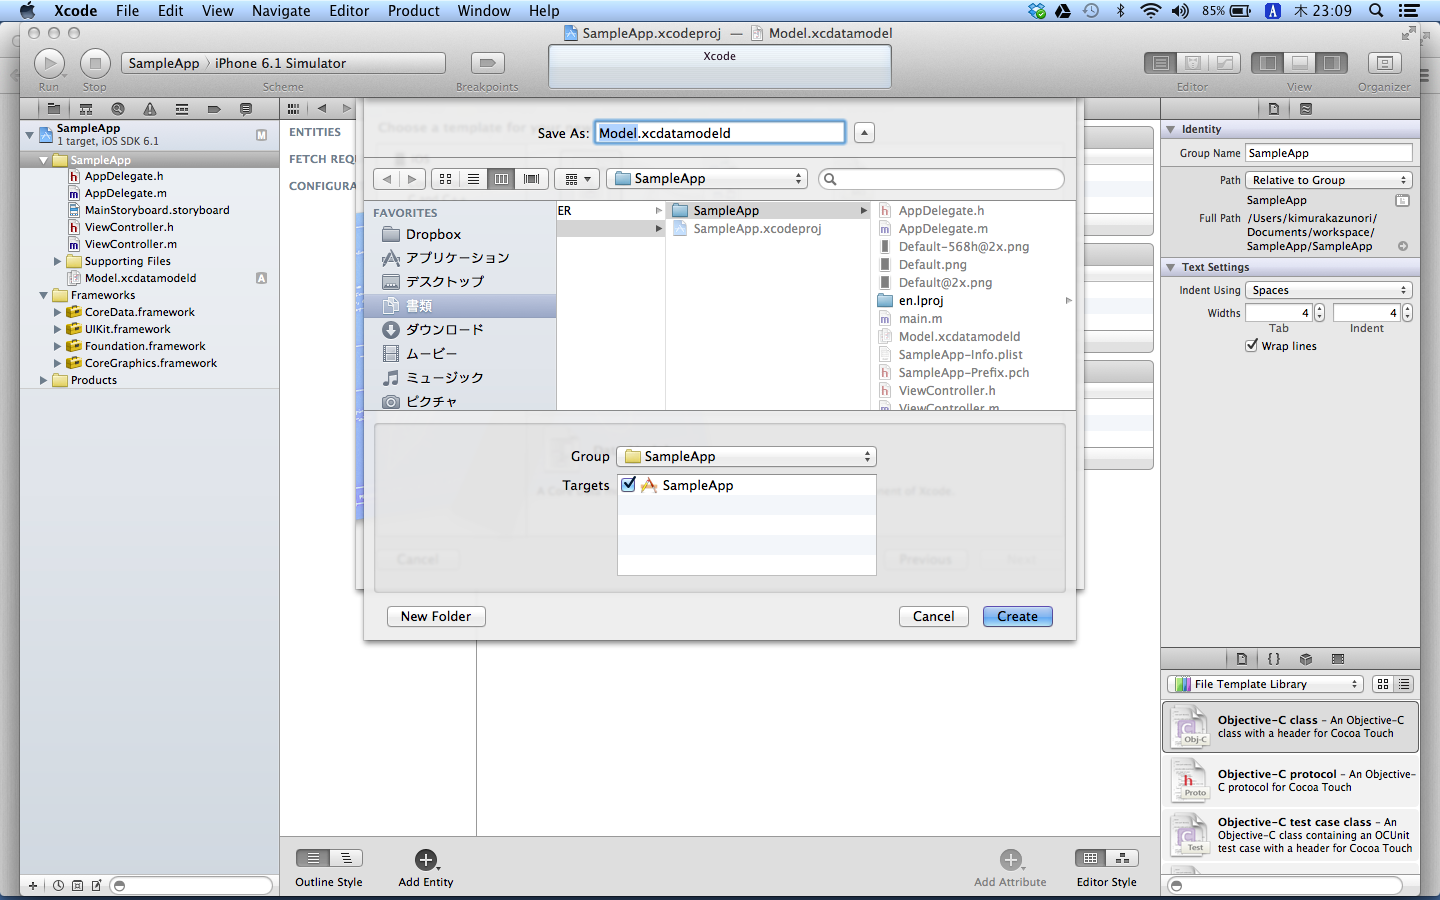 Xcode File Edit View Navigate Editor Product Window Help 85% A 木 23:09
SampleApp.xcodeproj — Model.xcdatamodel
SampleApp 〉 iPhone 6.1 Simulator
Xcode
Run Stop Scheme Breakpoints Editor View Organizer
SampleApp
1 target, iOS SDK 6.1
M
SampleApp
AppDelegate.h
AppDelegate.m
MainStoryboard.storyboard
ViewController.h
ViewController.m
Supporting Files
Model.xcdatamodeld
A
Frameworks
CoreData.framework
UIKit.framework
Foundation.framework
CoreGraphics.framework
Products
ENTITIES
FETCH REQ
CONFIGURA
Choose a template for your
Save As: Model.xcdatamodeld
SampleApp
FAVORITES
Dropbox
アプリケーション
デスクトップ
書類
ダウンロード
ムービー
ミュージック
ピクチャ
ER
SampleApp
SampleApp.xcodeproj
AppDelegate.h
AppDelegate.m
Default-568h@2x.png
Default.png
Default@2x.png
en.lproj
main.m
Model.xcdatamodeld
SampleApp-Info.plist
SampleApp-Prefix.pch
ViewController.h
ViewController.m
Group SampleApp
Targets SampleApp
Cancel Previous
New Folder Cancel Create
Identity
Group Name SampleApp
Path Relative to Group
SampleApp
Full Path /Users/kimurakazunori/
Documents/workspace/
SampleApp/SampleApp
Text Settings
Indent Using Spaces
Widths 4 4
Tab Indent
Wrap lines
File Template Library
Objective-C class – An Objective-C
class with a header for Cocoa Touch
Obj-C
Objective-C protocol – An Objective-
C protocol for Cocoa Touch
Proto
Objective-C test case class – An
Objective-C class containing an OCUnit
test case with a header for Cocoa Touch
Test
Outline Style Add Entity Add Attribute Editor Style